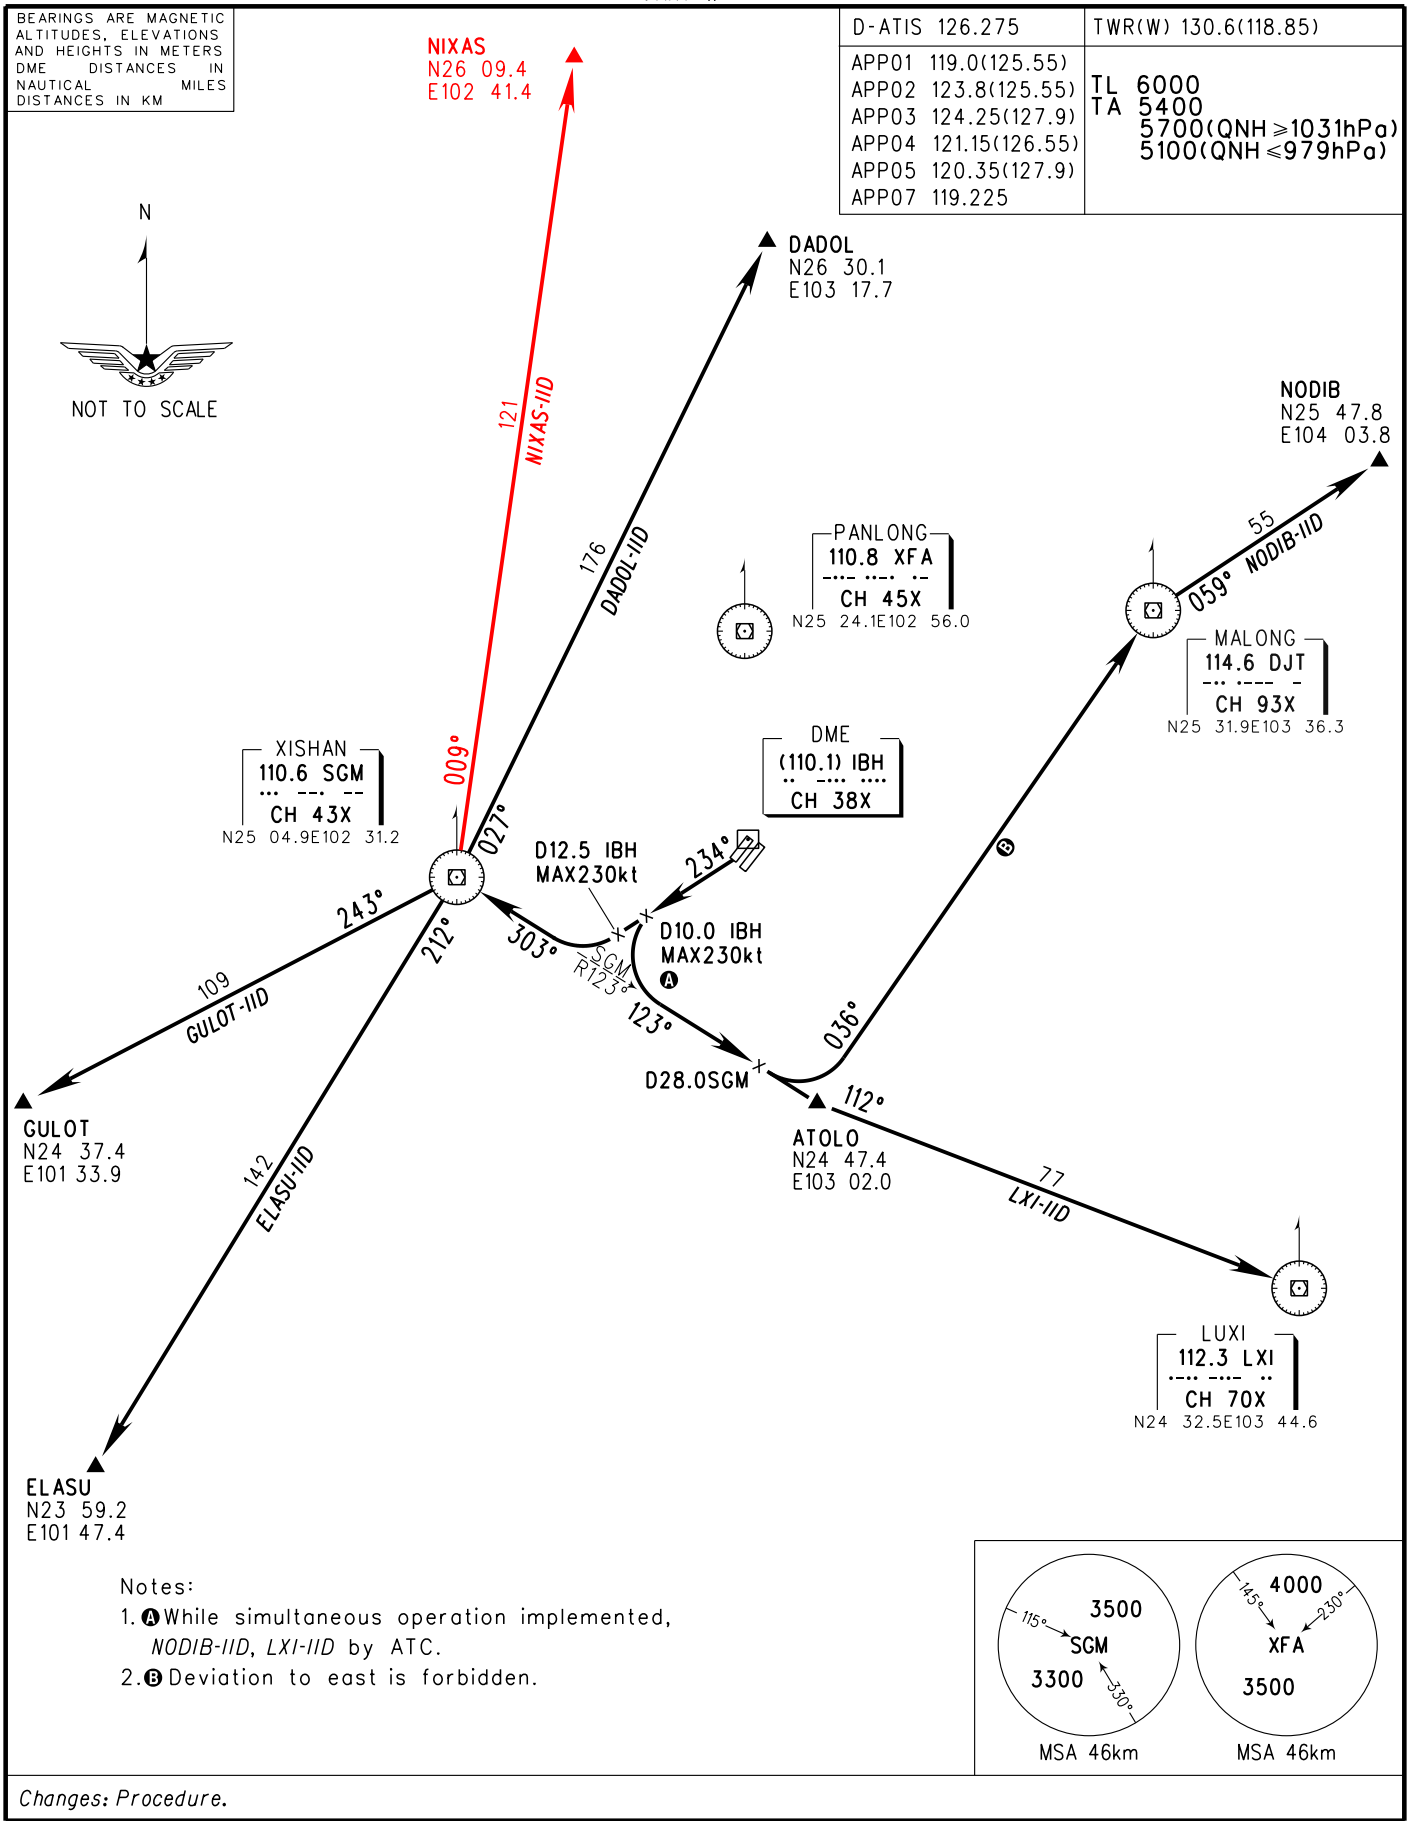 BEARINGS ARE MAGNETIC
ALTITUDES, ELEVATIONS
AND HEIGHTS IN METERS
DME DISTANCES IN
NAUTICAL MILES
DISTANCES IN KM
D-ATIS 126.275
TWR(W) 130.6(118.85)
APP01 119.0(125.55)
APP02 123.8(125.55)
APP03 124.25(127.9)
APP04 121.15(126.55)
APP05 120.35(127.9)
APP07 119.225
TL 6000
TA 5400
5700(QNH ≥1031hPa)
5100(QNH ≤979hPa)
NIXAS
N26 09.4
E102 41.4
N
NOT TO SCALE
DADOL
N26 30.1
E103 17.7
NODIB
N25 47.8
E104 03.8
121
NIXAS-11D
176
DADOL-11D
55
NODIB-11D
059°
PANLONG
110.8 XFA
CH 45X
N25 24.1E102 56.0
MALONG
114.6 DJT
CH 93X
N25 31.9E103 36.3
XISHAN
110.6 SGM
CH 43X
N25 04.9E102 31.2
DME
(110.1) IBH
CH 38X
009°
027°
D12.5 IBH
MAX230kt
234°
B
243°
212°
303°
D10.0 IBH
MAX230kt
SGM
R123°
A
123°
109
GULOT-11D
036°
D28.0SGM
112°
GULOT
N24 37.4
E101 33.9
ATOLO
N24 47.4
E103 02.0
142
ELASU-11D
77
LXI-11D
LUXI
112.3 LXI
CH 70X
N24 32.5E103 44.6
ELASU
N23 59.2
E101 47.4
Notes:
1. A While simultaneous operation implemented,
NODIB-11D, LXI-11D by ATC.
2. B Deviation to east is forbidden.
115°
3500
SGM
3300
330°
MSA 46km
145°
4000
230°
XFA
3500
MSA 46km
Changes: Procedure.